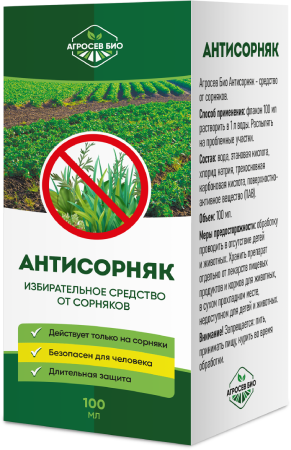 АГРОСЕВ БИО
АНТИСОРНЯК
ИЗБИРАТЕЛЬНОЕ СРЕДСТВО
ОТ СОРНЯКОВ
Действует только на сорняки
Безопасен для человека
Длительная защита
100
МЛ
АНТИСОРНЯК
Агросев Био Антисорняк - средство
от сорняков.
Способ применения: флакон 100 мл
растворить в 1 л воды. Распылять
на проблемные участки.
Состав: вода, этановая кислота,
хлорид натрия, трехосновная
карбоновая кислота, поверхностно-
активное вещество (ПАВ).
Объем: 100 мл.
Меры предосторожности: обработку
проводить в отсутствие детей
и животных. Хранить препарат
отдельно от лекарств, пищевых
продуктов и кормов для животных,
в сухом прохладном месте,
недоступном для детей и животных.
Внимание! Запрещается: пить,
принимать пищу, курить во время
обработки.
АГРОСЕВ БИО